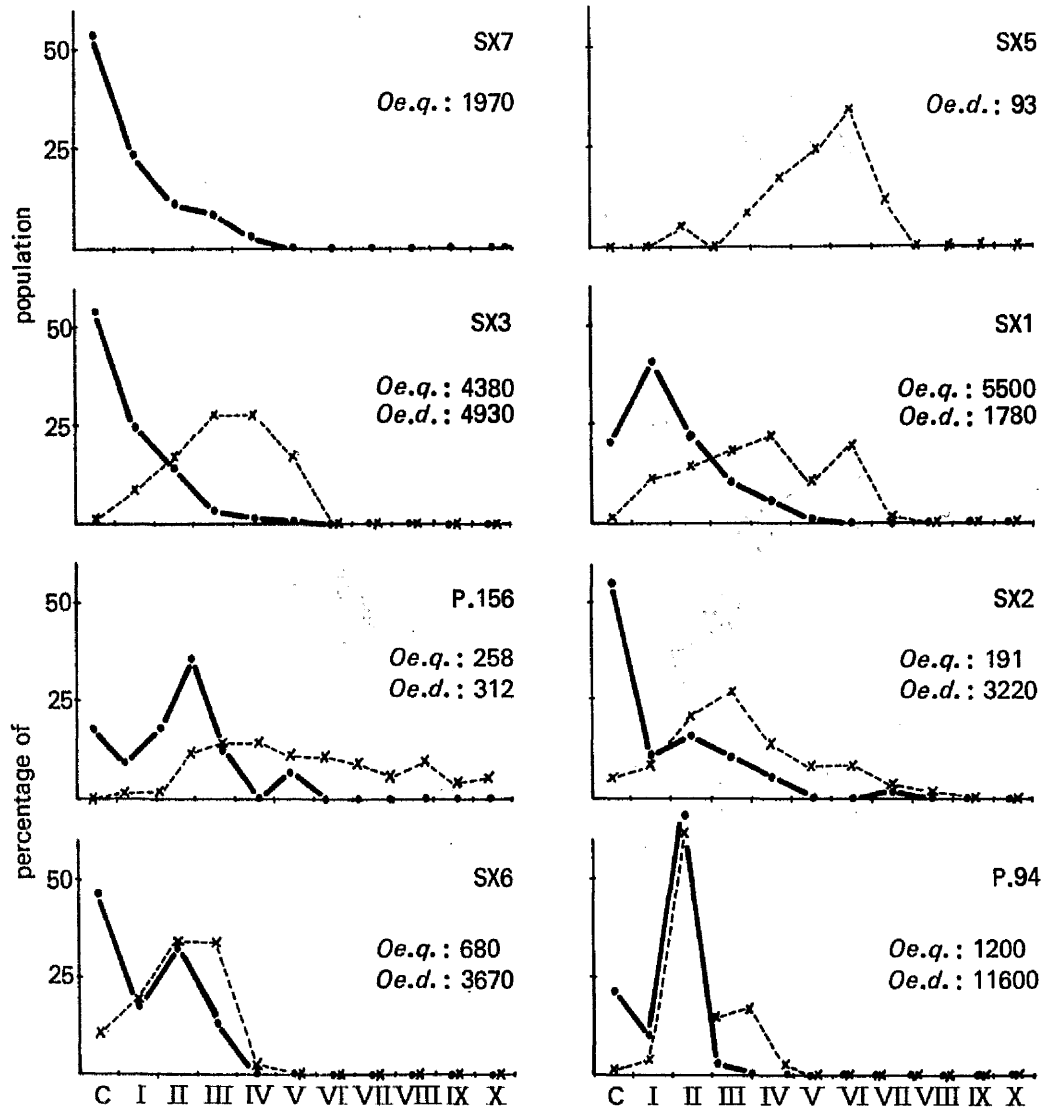 percentage of population
50
25
SX7
Oe.q.: 1970
SX5
Oe.d.: 93
50
25
SX3
Oe.q.: 4380
Oe.d.: 4930
SX1
Oe.q.: 5500
Oe.d.: 1780
50
25
P.156
Oe.q.: 258
Oe.d.: 312
SX2
Oe.q.: 191
Oe.d.: 3220
50
25
SX6
Oe.q.: 680
Oe.d.: 3670
P.94
Oe.q.: 1200
Oe.d.: 11600
C I II III IV V VI VII VIII IX X
C I II III IV V VI VII VIII IX X